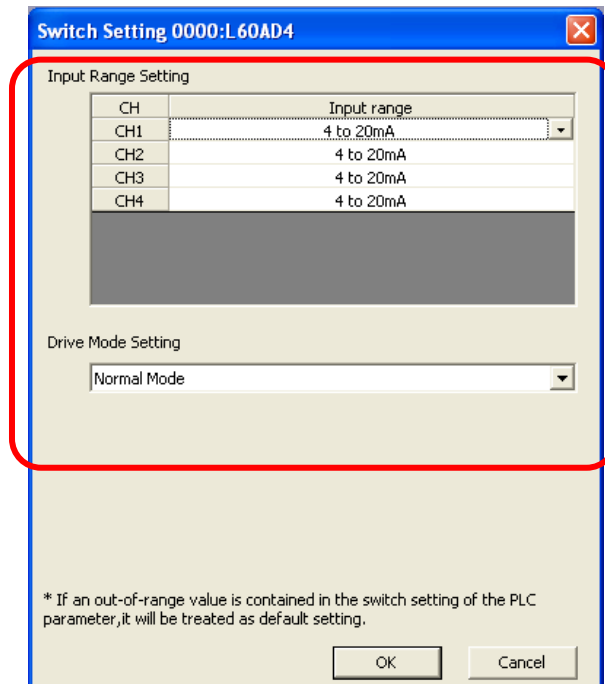 Switch Setting 0000:L60AD4
Input Range Setting
CH Input range
CH1 4 to 20mA
CH2 4 to 20mA
CH3 4 to 20mA
CH4 4 to 20mA
Drive Mode Setting
Normal Mode
* If an out-of-range value is contained in the switch setting of the PLC
parameter,it will be treated as default setting.
OK Cancel